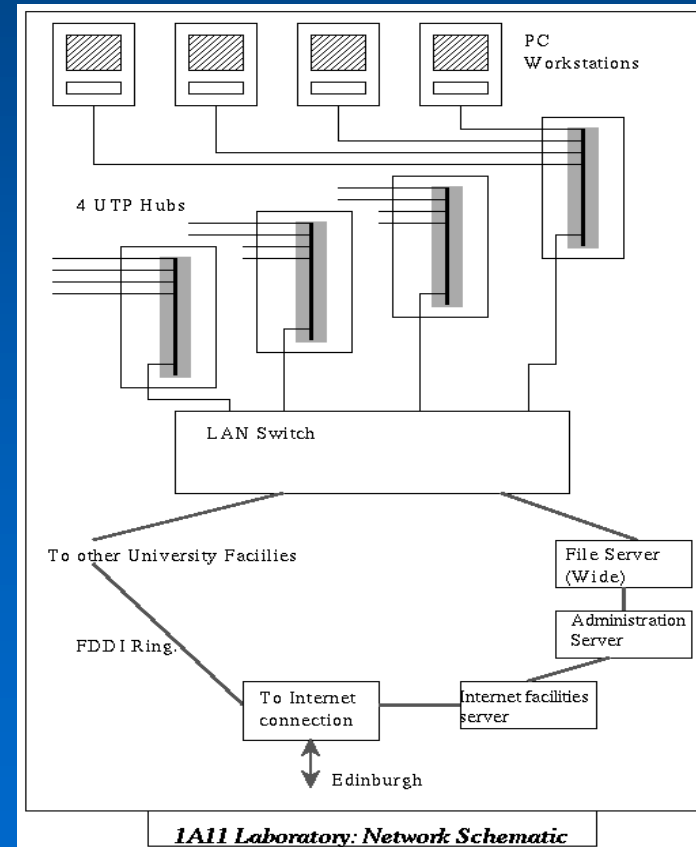 PC
Workstations
4 UTP Hubs
LAN Switch
To other University Faciilies
File Server
(Wide)
Administration
Server
FDDI Ring.
To Internet
connection
Internet facilities
server
Edinburgh
1A11 Laboratory: Network Schematic